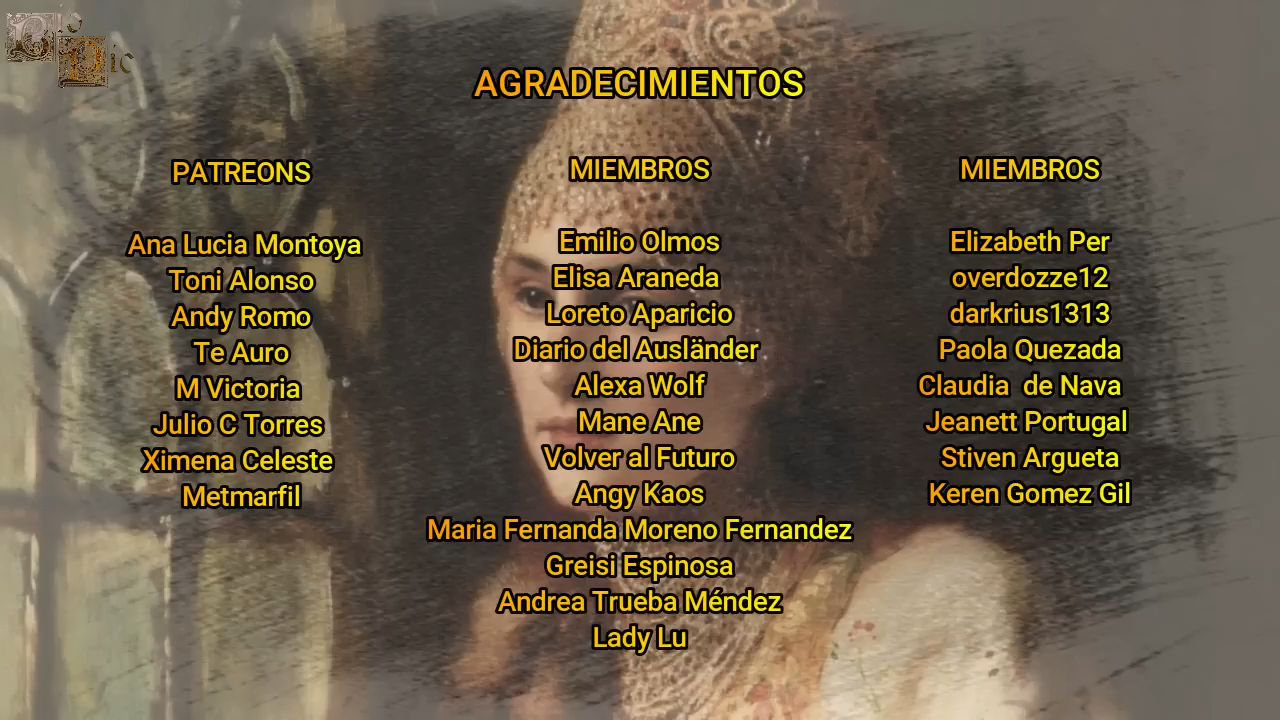 AGRADECIMIENTOS
PATREONS
Ana Lucia Montoya
Toni Alonso
Andy Romo
Te Auro
M Victoria
Julio C Torres
Ximena Celeste
Metmarfil
MIEMBROS
Emilio Olmos
Elisa Araneda
Loreto Aparicio
Diario del Ausländer
Alexa Wolf
Mane Ane
Volver al Futuro
Angy Kaos
Maria Fernanda Moreno Fernandez
Greisi Espinosa
Andrea Trueba Méndez
Lady Lu
MIEMBROS
Elizabeth Per
overdozze12
darkrius1313
Paola Quezada
Claudia  de Nava
Jeanett Portugal
Stiven Argueta
Keren Gomez Gil